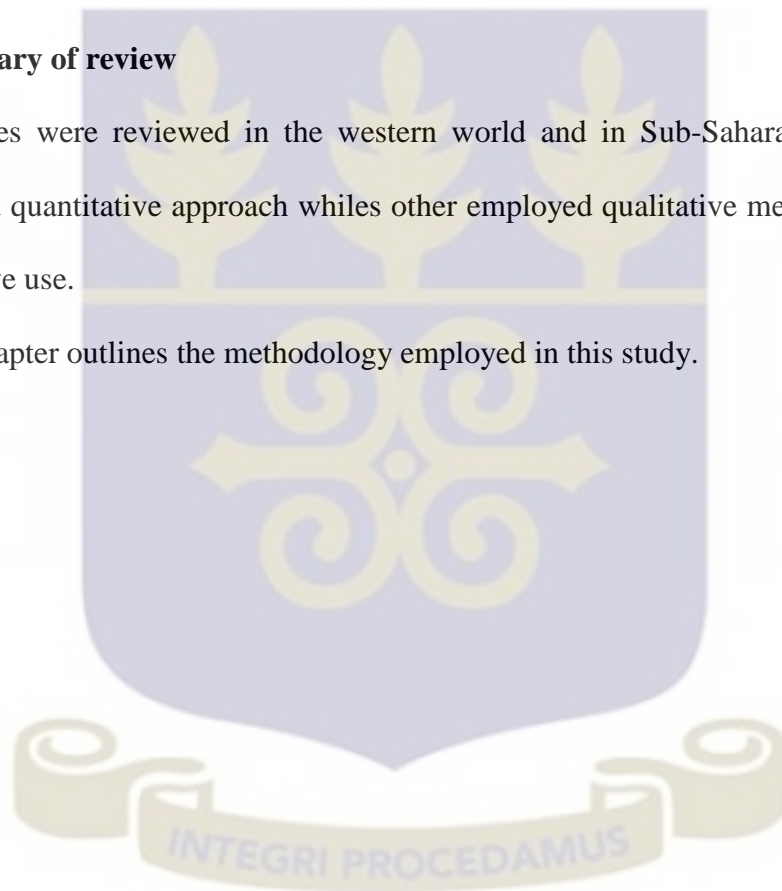 ary of review
es were reviewed in the western world and in Sub-Sahara
quantitative approach whiles other employed qualitative me
e use.
apter outlines the methodology employed in this study.
INTEGRI PROCEDAMUS